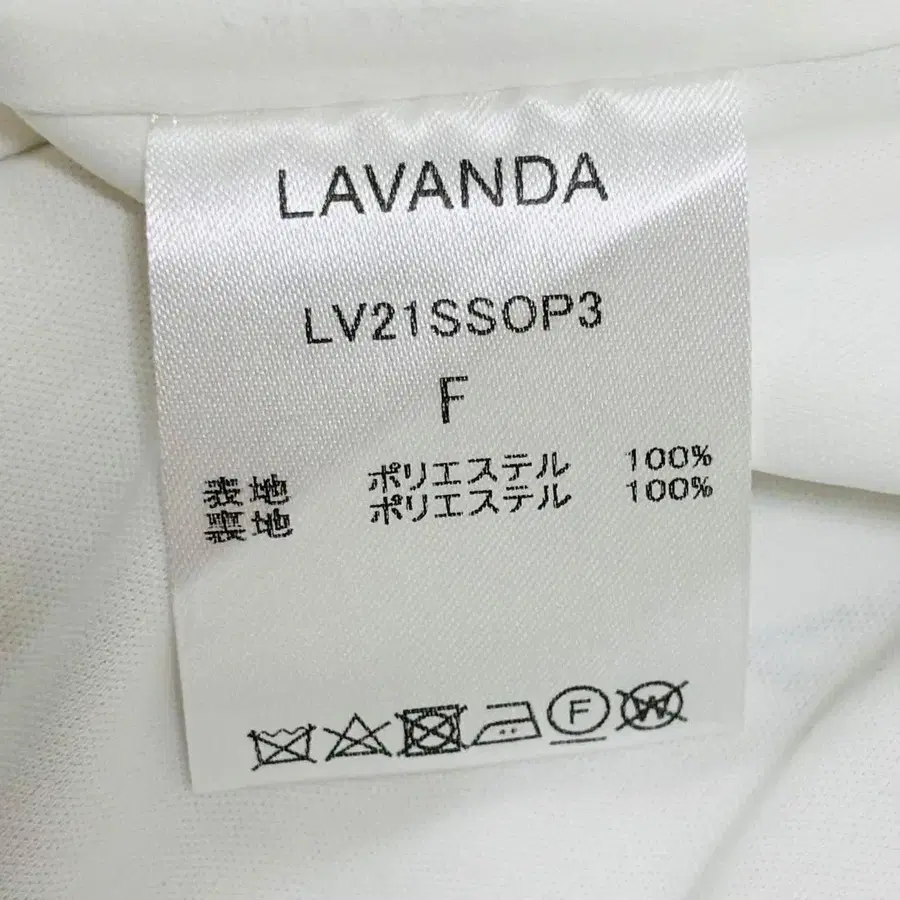 LAVANDA
LV21SSOP3
F
表地 ポリエステル 100%
裏地 ポリエステル 100%
F
W